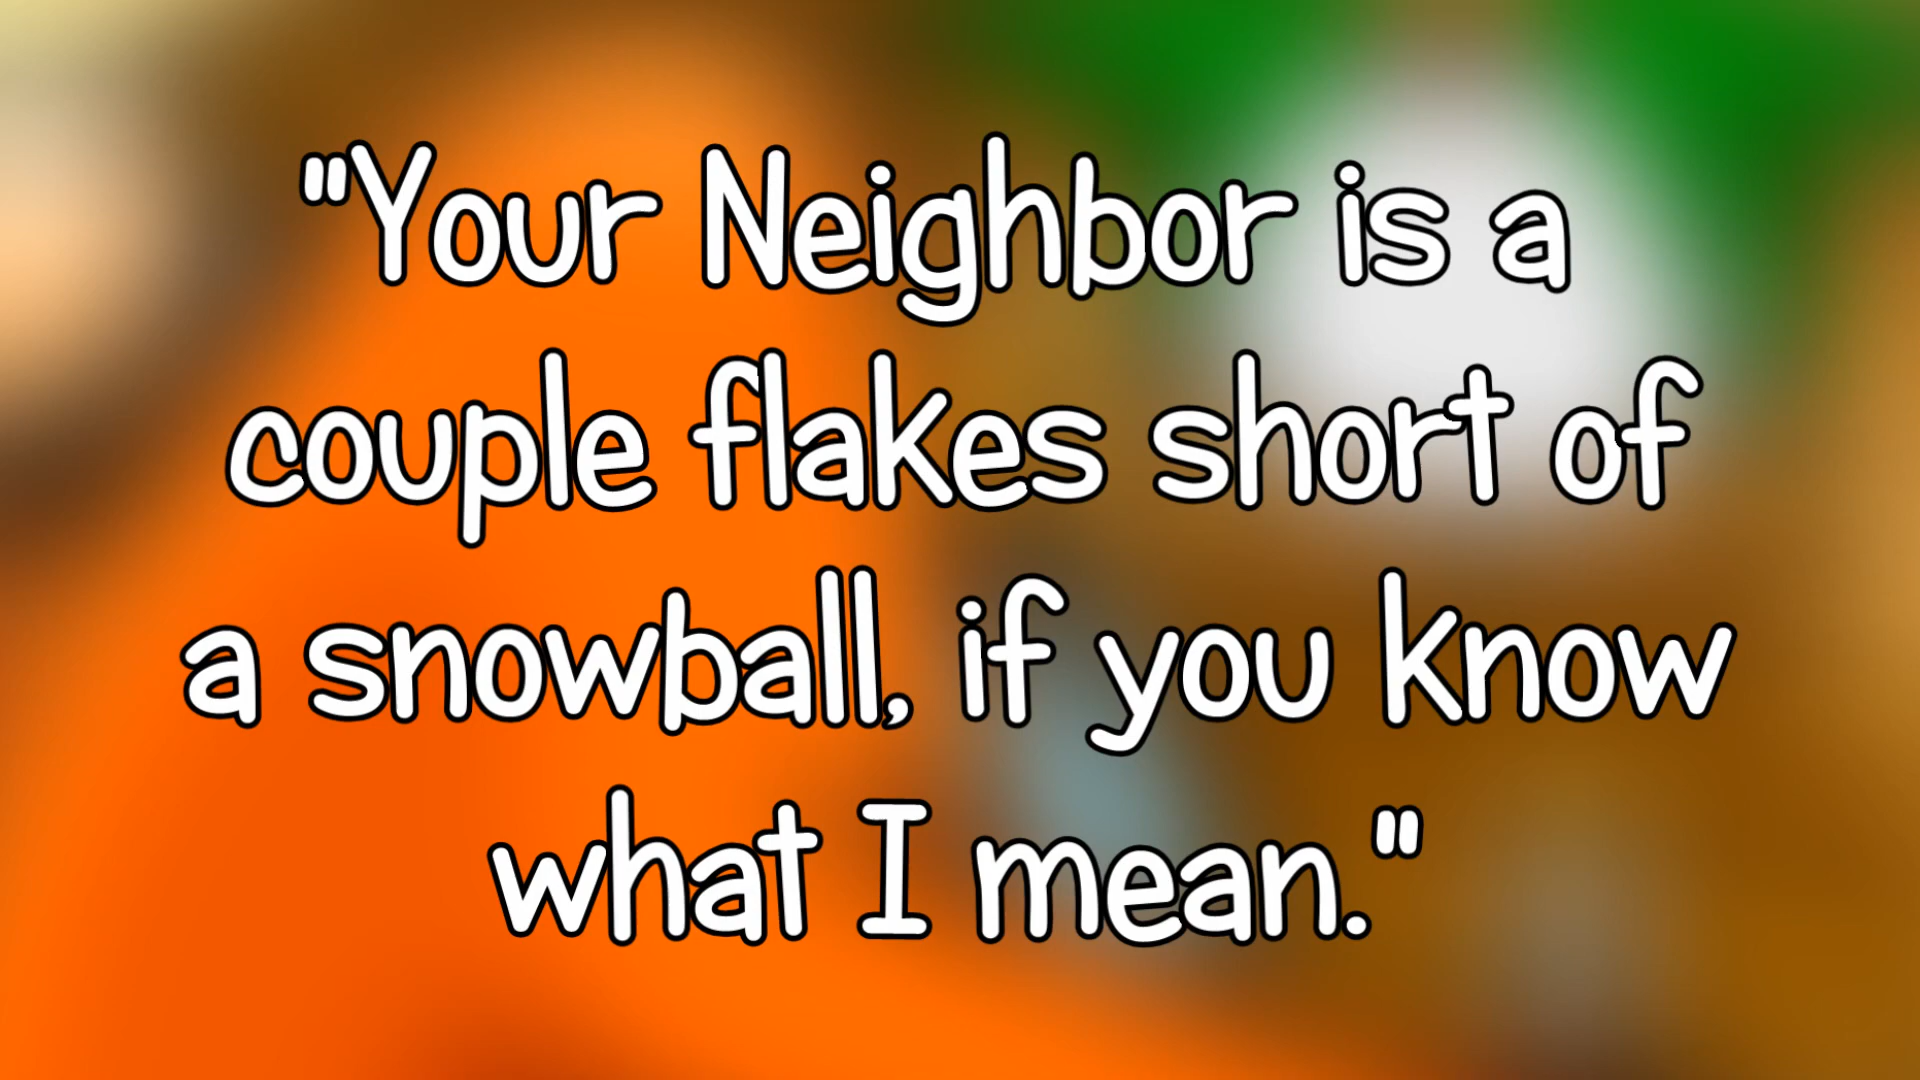 "Your Neighbor is a
couple flakes short of
a snowball, if you know
what I mean."